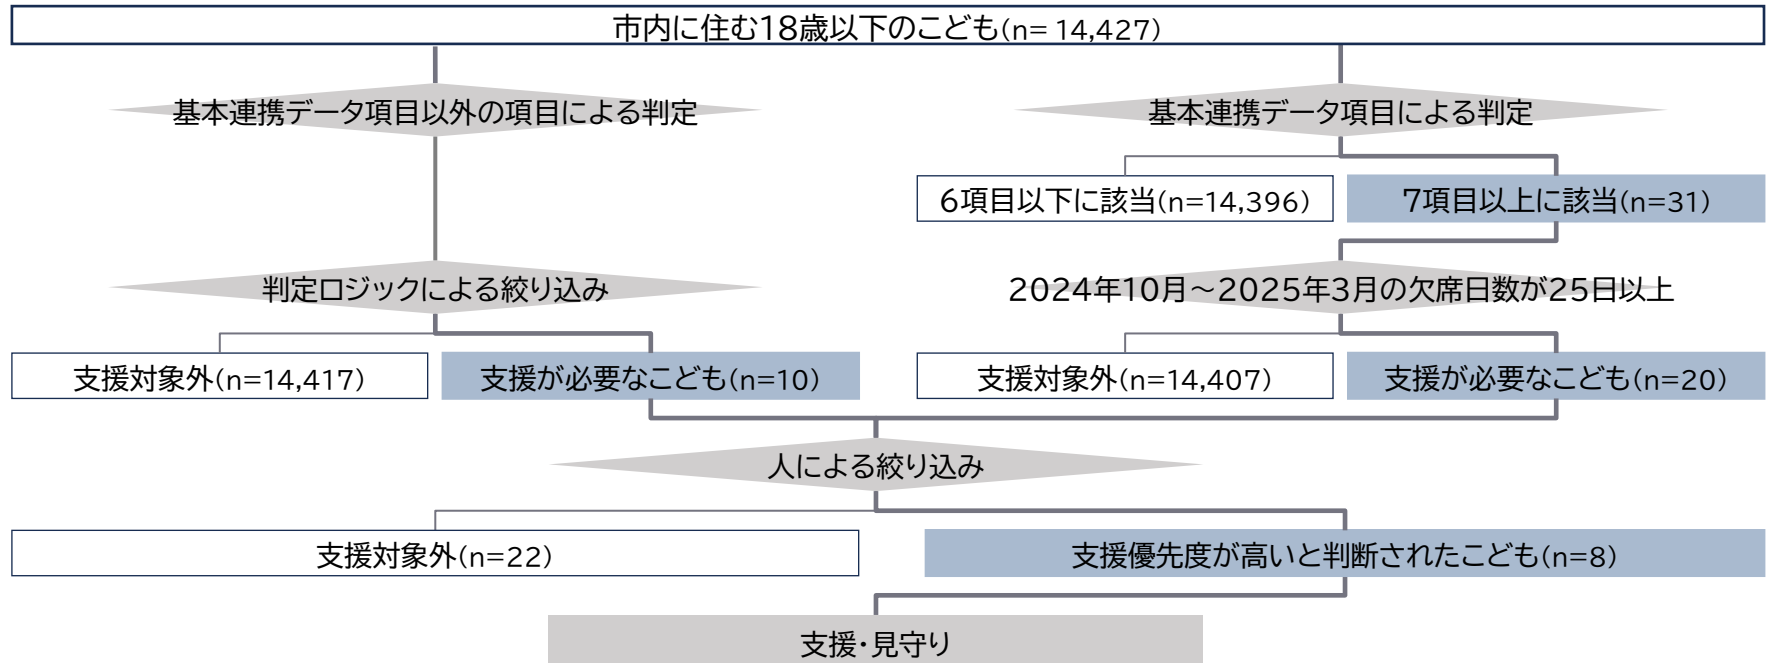 市内に住む18歳以下のこども(n= 14,427)
基本連携データ項目以外の項目による判定
基本連携データ項目による判定
6項目以下に該当(n=14,396)
7項目以上に該当(n=31)
判定ロジックによる絞り込み
2024年10月～2025年3月の欠席日数が25日以上
支援対象外(n=14,417)
支援が必要なこども(n=10)
支援対象外(n=14,407)
支援が必要なこども(n=20)
人による絞り込み
支援対象外(n=22)
支援優先度が高いと判断されたこども(n=8)
支援・見守り